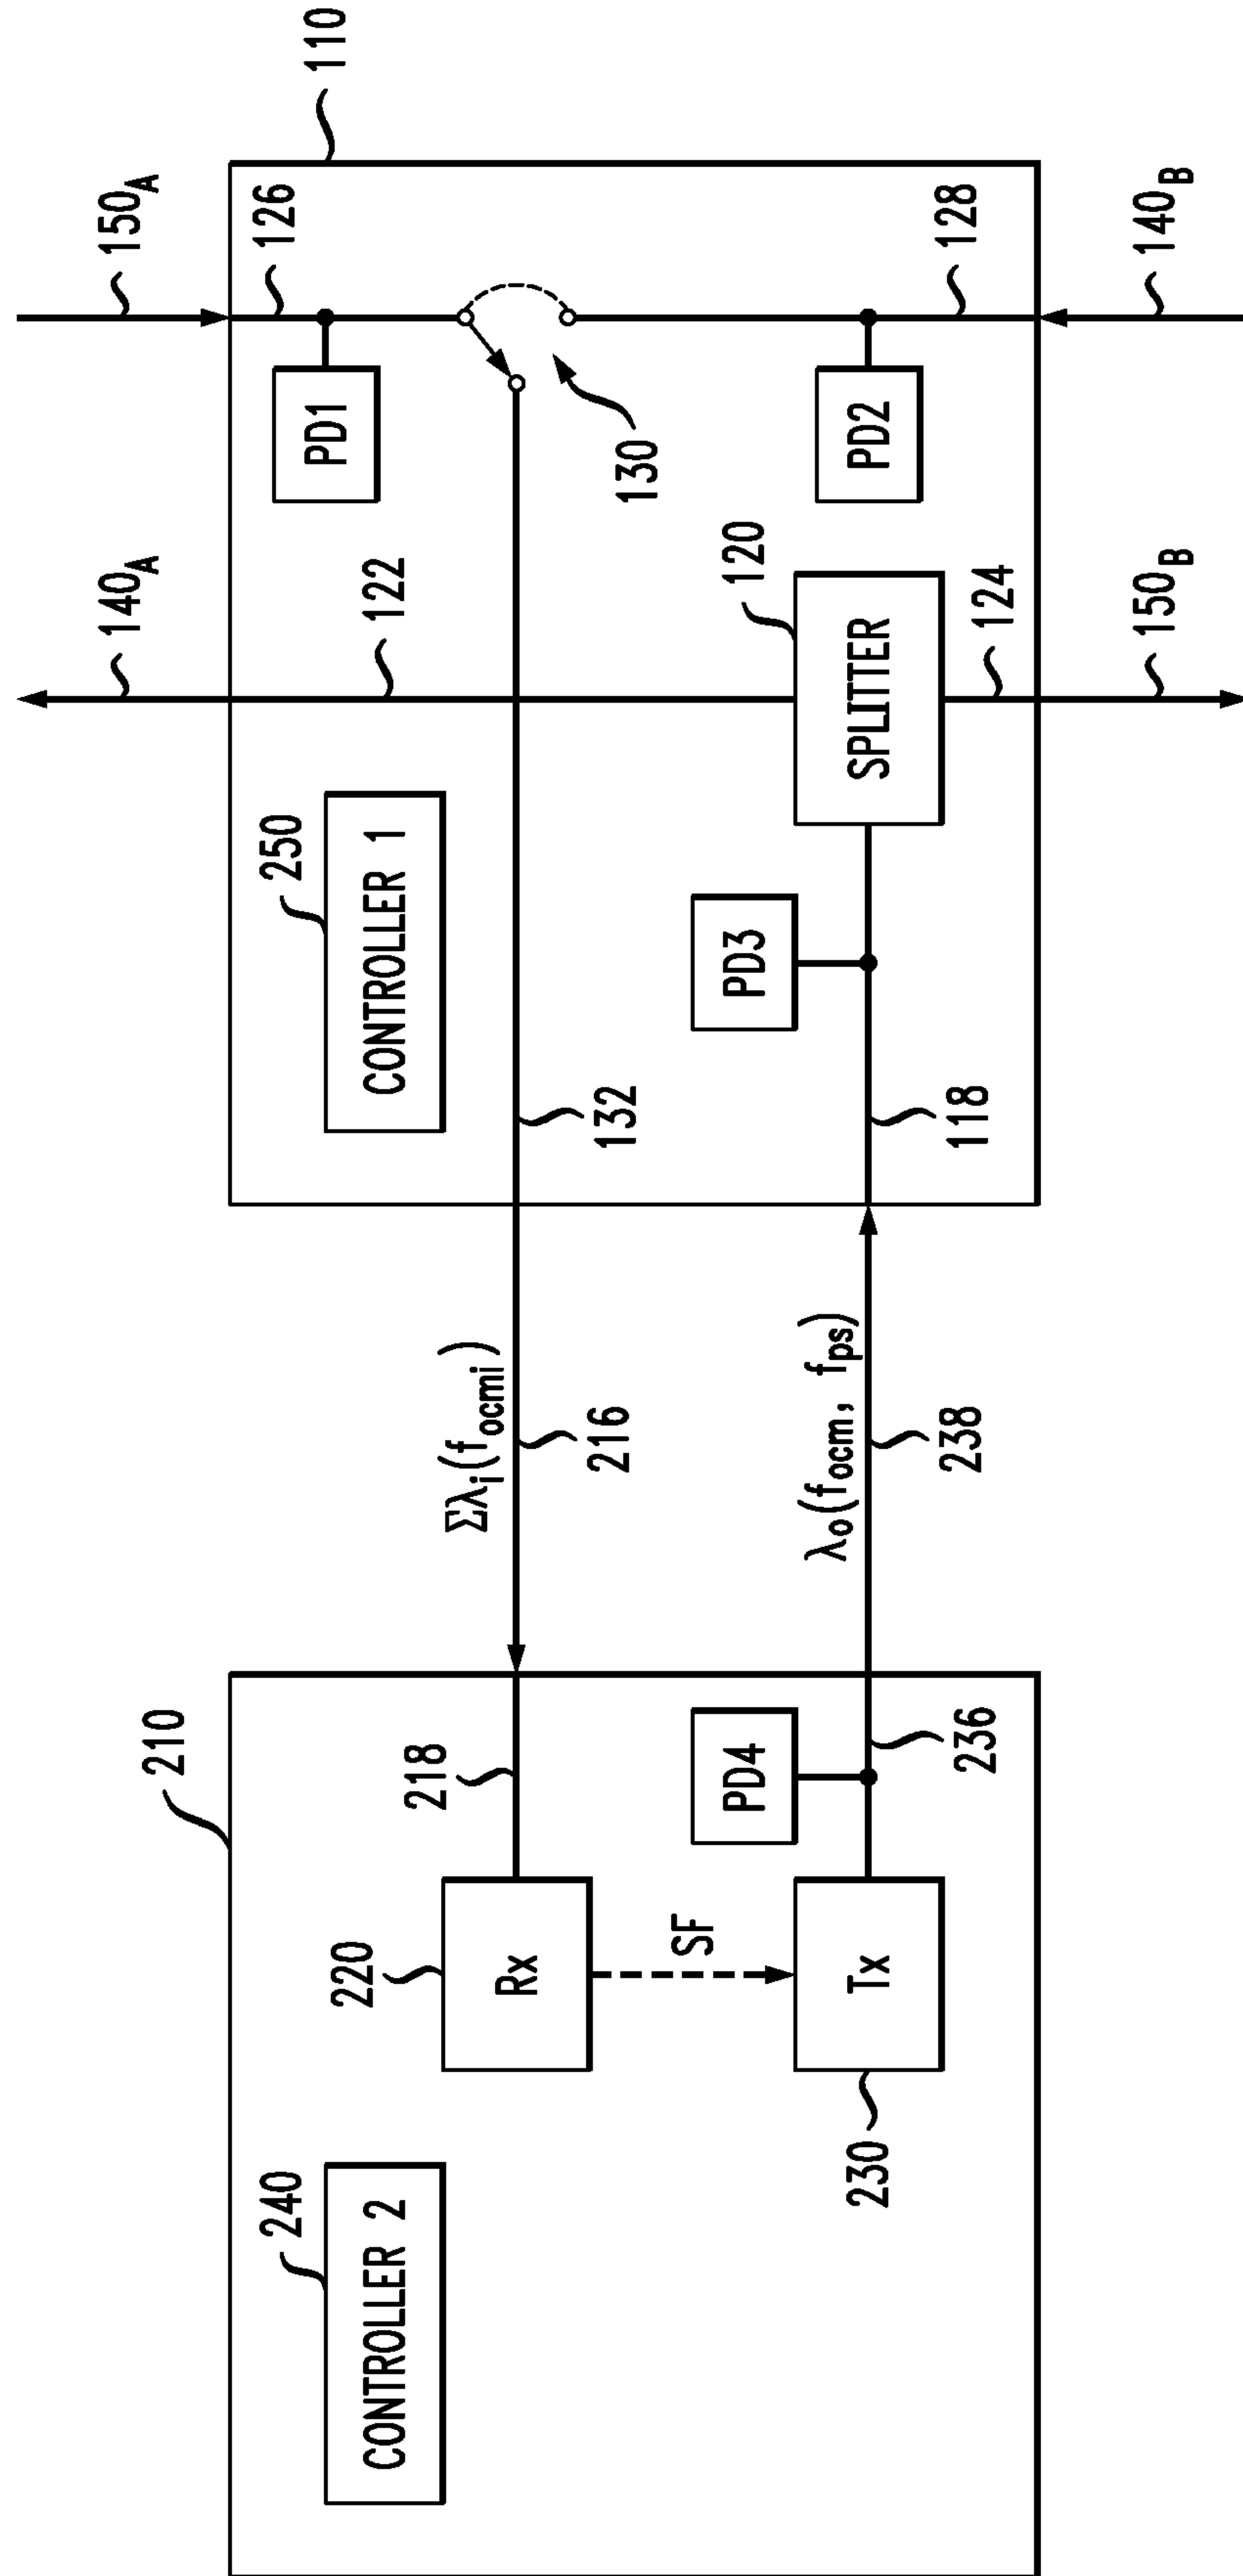 210
240
CONTROLLER 2
220
Rx
218
SF
230
Tx
PD4
236
Σλi(focmi)
216
λo(focm, fps)
238
110
250
CONTROLLER 1
132
118
PD3
120
SPLITTER
122
140A
124
150B
126
150A
PD1
130
PD2
128
140B